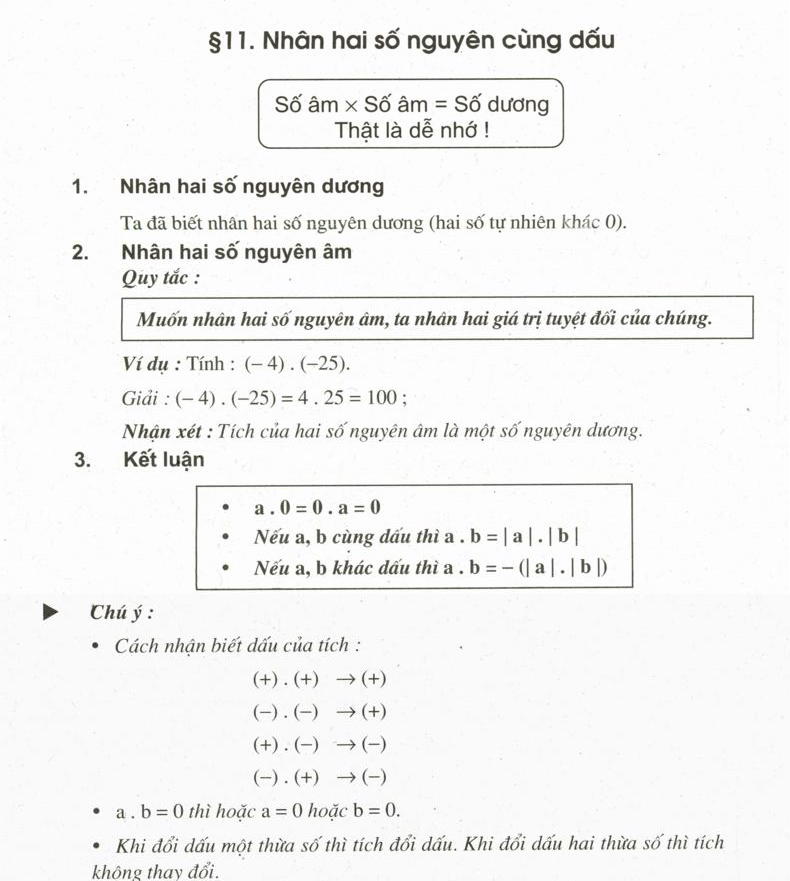 §11. Nhân hai số nguyên cùng dấu
Số âm × Số âm = Số dương
Thật là dễ nhớ !
1. Nhân hai số nguyên dương
Ta đã biết nhân hai số nguyên dương (hai số tự nhiên khác 0).
2. Nhân hai số nguyên âm
Quy tắc :
Muốn nhân hai số nguyên âm, ta nhân hai giá trị tuyệt đối của chúng.
Ví dụ : Tính : (− 4) . (−25).
Giải : (− 4) . (−25) = 4 . 25 = 100 ;
Nhận xét : Tích của hai số nguyên âm là một số nguyên dương.
3. Kết luận
• a . 0 = 0 . a = 0
• Nếu a, b cùng dấu thì a . b = | a | . | b |
• Nếu a, b khác dấu thì a . b = − (| a | . | b |)
► Chú ý :
• Cách nhận biết dấu của tích :
(+) . (+) → (+)
(−) . (−) → (+)
(+) . (−) → (−)
(−) . (+) → (−)
• a . b = 0 thì hoặc a = 0 hoặc b = 0.
• Khi đổi dấu một thừa số thì tích đổi dấu. Khi đổi dấu hai thừa số thì tích
không thay đổi.